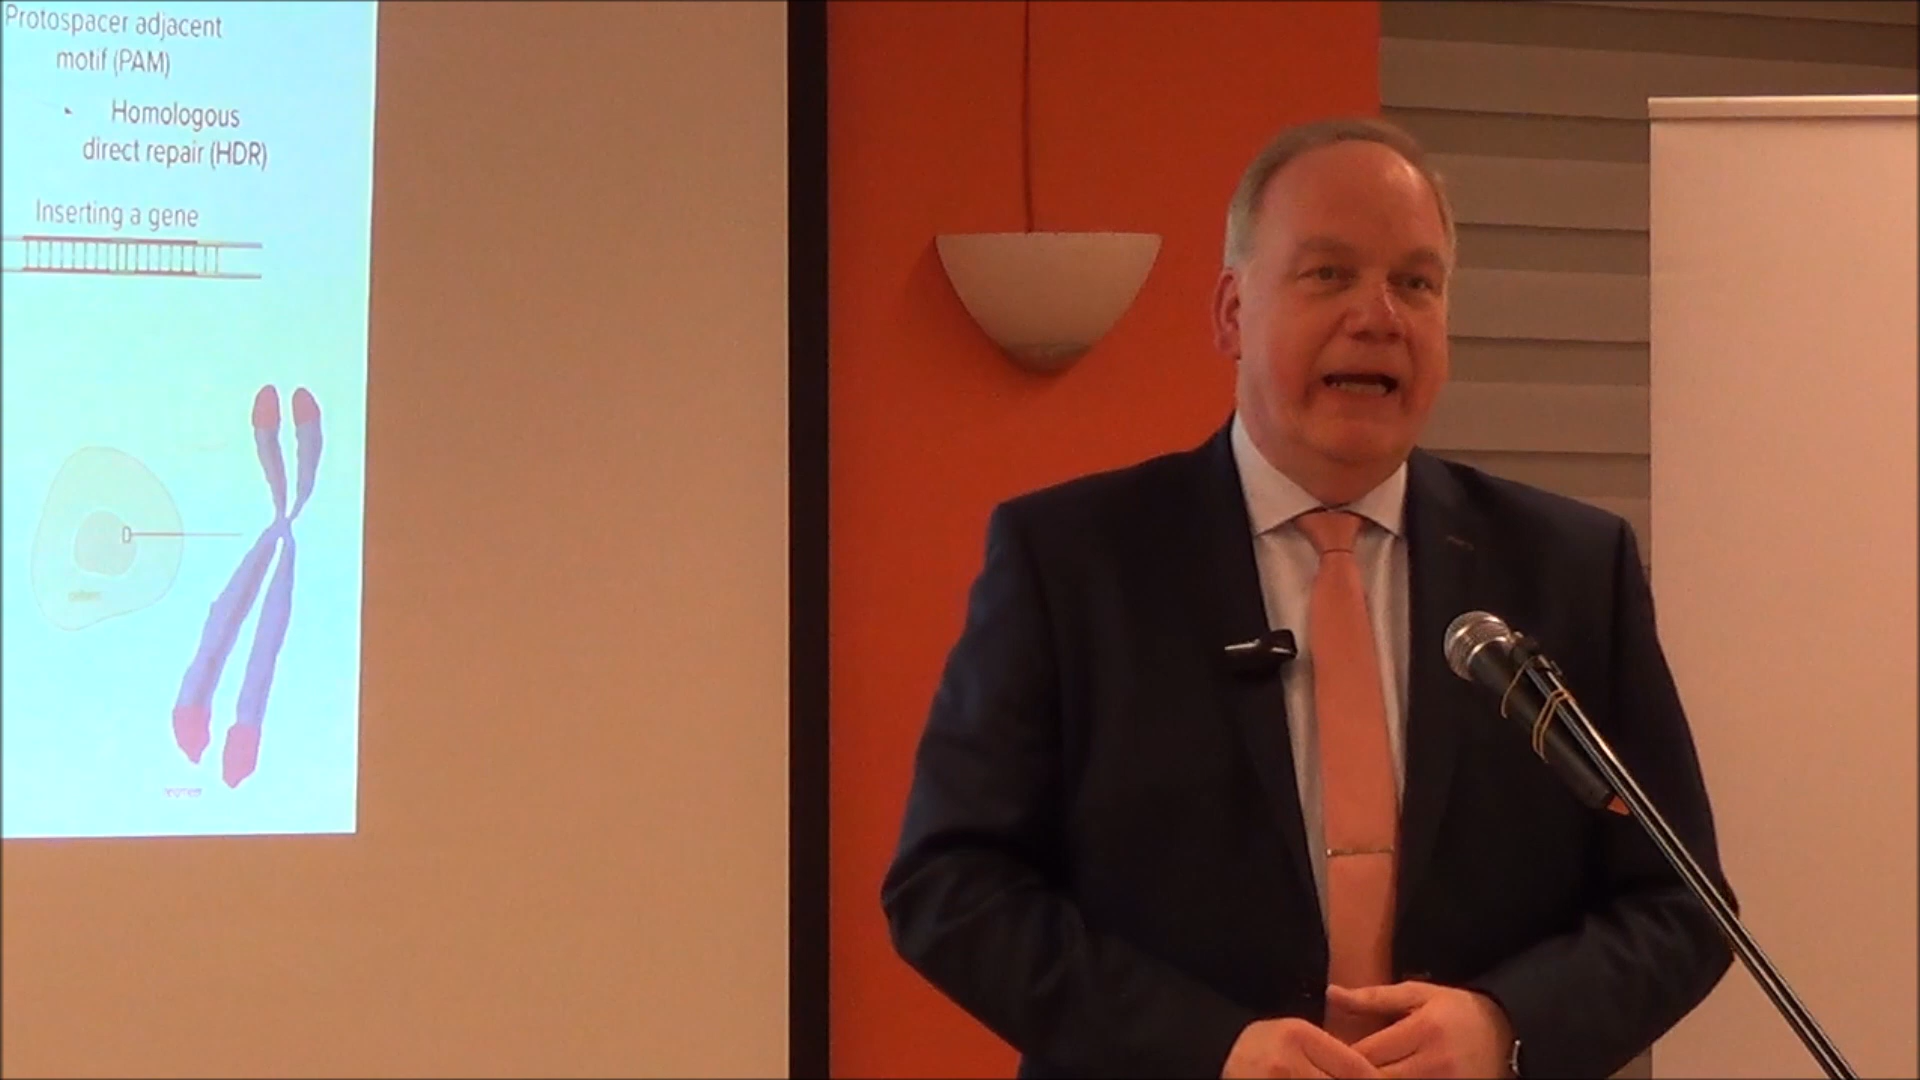 Protospacer adjacent
motif (PAM)
Homologous
direct repair (HDR)
Inserting a gene